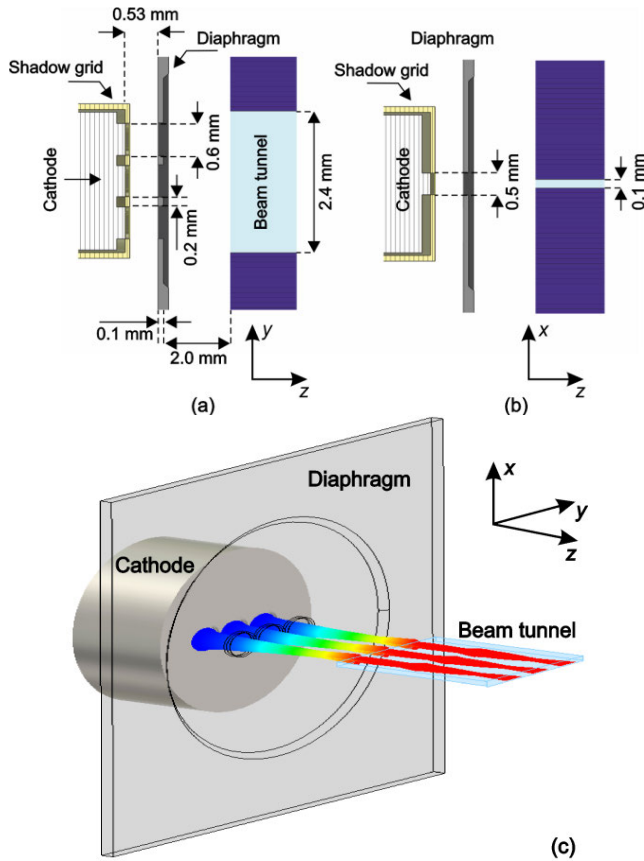 0.53 mm
Diaphragm
Shadow grid
Cathode
0.6 mm
0.2 mm
Beam tunnel
2.4 mm
0.1 mm
2.0 mm
y
z
(a)
Diaphragm
Shadow grid
Cathode
0.5 mm
0.1 mm
x
z
(b)
Diaphragm
x
y
z
Cathode
Beam tunnel
(c)